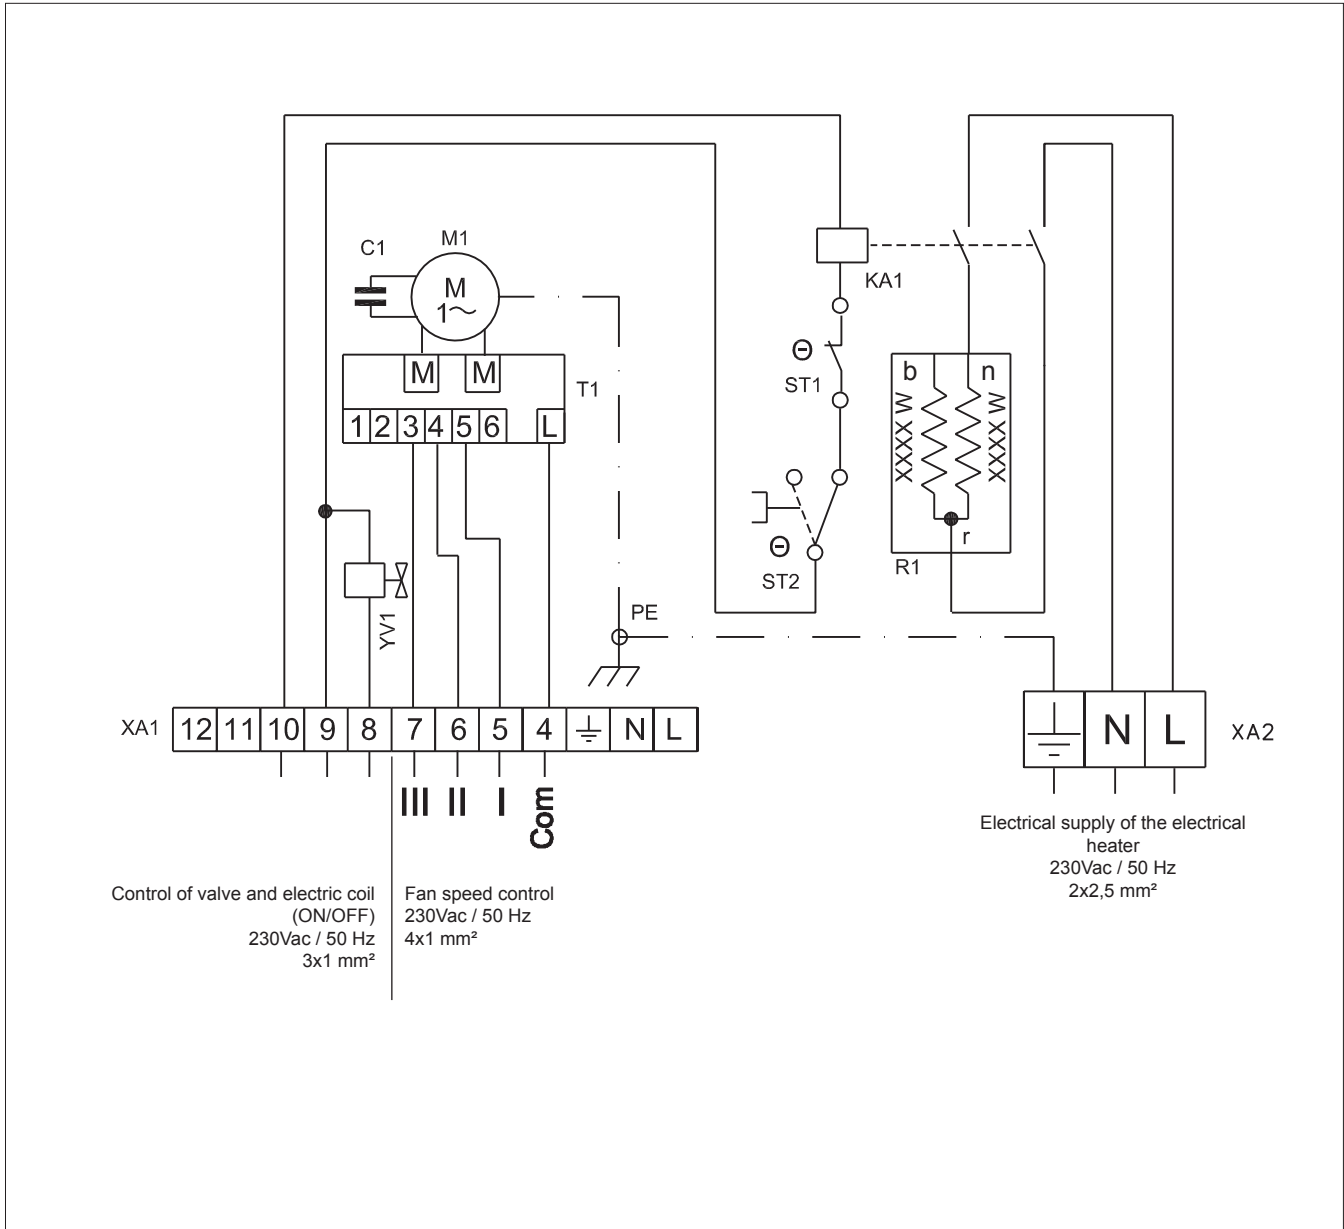 C1
M1
M
1~
KA1
M M
T1
1 2 3 4 5 6 L
Θ
ST1
b n
XXXX W XXXX W
r
R1
Θ
ST2
YV1
PE
XA1 12 11 10 9 8 7 6 5 4 N L
N L XA2
III II I Com
Electrical supply of the electrical
heater
230Vac / 50 Hz
2x2,5 mm²
Control of valve and electric coil
(ON/OFF)
230Vac / 50 Hz
3x1 mm²
Fan speed control
230Vac / 50 Hz
4x1 mm²